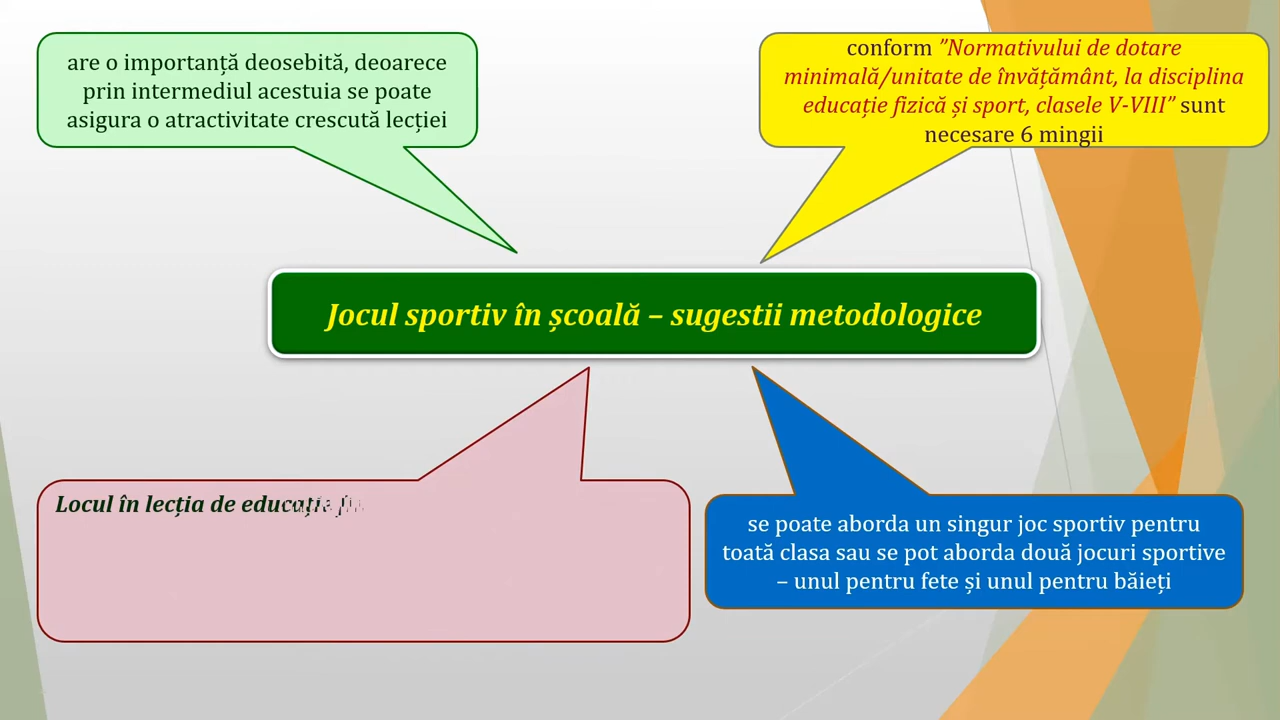 are o importanță deosebită, deoarece
prin intermediul acestuia se poate
asigura o atractivitate crescută lecției
conform ”Normativului de dotare
minimală/unitate de învățământ, la disciplina
educație fizică și sport, clasele V-VIII” sunt
necesare 6 mingii
Jocul sportiv în școală – sugestii metodologice
Locul în lecția de educație
se poate aborda un singur joc sportiv pentru
toată clasa sau se pot aborda două jocuri sportive
– unul pentru fete și unul pentru băieți